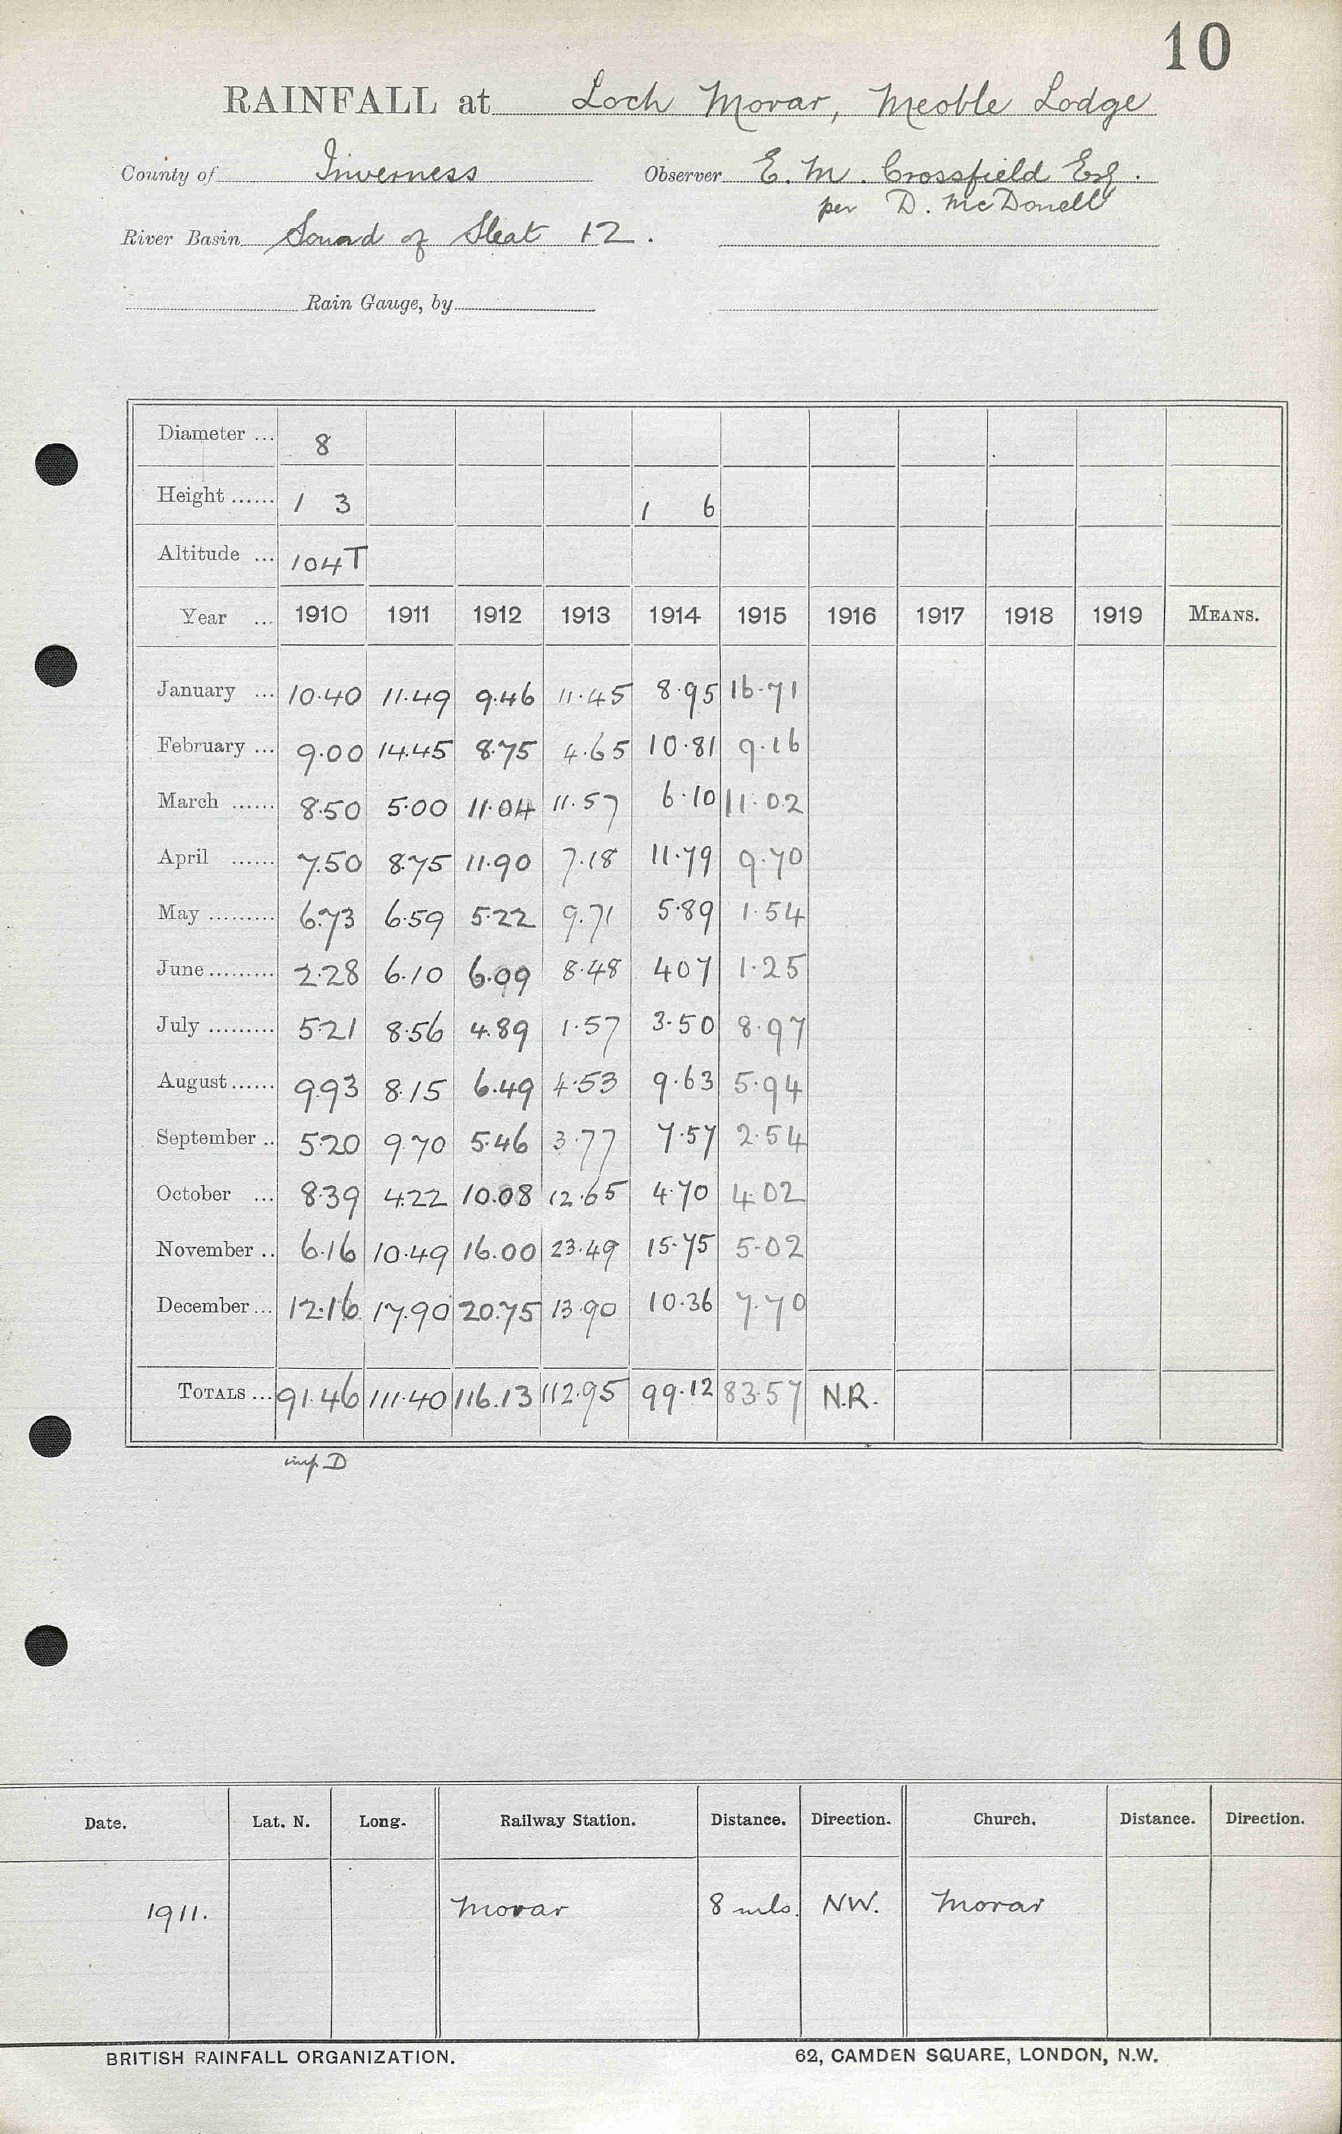 10
RAINFALL at Loch Morar, Meoble Lodge
County of Inverness Observer E. M. Crossfield Esq.
per D. McDonell
River Basin Sound of Sleat 12.
Rain Gauge, by
Diameter ... 8
Height ...... 1 3 1 6
Altitude ... 104T
Year ... 1910 1911 1912 1913 1914 1915 1916 1917 1918 1919 MEANS.
January ... 10.40 11.49 9.46 11.45 8.95 16.71
February ... 9.00 14.45 8.75 4.65 10.81 9.16
March ...... 8.50 5.00 11.04 11.57 6.10 11.02
April ...... 7.50 8.75 11.90 7.18 11.79 9.70
May ......... 6.73 6.59 5.22 9.71 5.89 1.54
June ......... 2.28 6.10 6.09 8.48 4.07 1.25
July ......... 5.21 8.56 4.89 1.57 3.50 8.97
August ...... 9.93 8.15 6.49 4.53 9.63 5.94
September .. 5.20 9.70 5.46 3.77 7.57 2.54
October ... 8.39 4.22 10.08 12.65 4.70 4.02
November .. 6.16 10.49 16.00 23.49 15.75 5.02
December ... 12.16 17.90 20.75 13.90 10.36 7.70
TOTALS ... 91.46 111.40 116.13 112.95 99.12 83.57 N.R.
inf. D
Date. Lat. N. Long. Railway Station. Distance. Direction. Church. Distance. Direction.
1911. Morar 8 mls. NW. Morar
BRITISH RAINFALL ORGANIZATION. 62, CAMDEN SQUARE, LONDON, N.W.